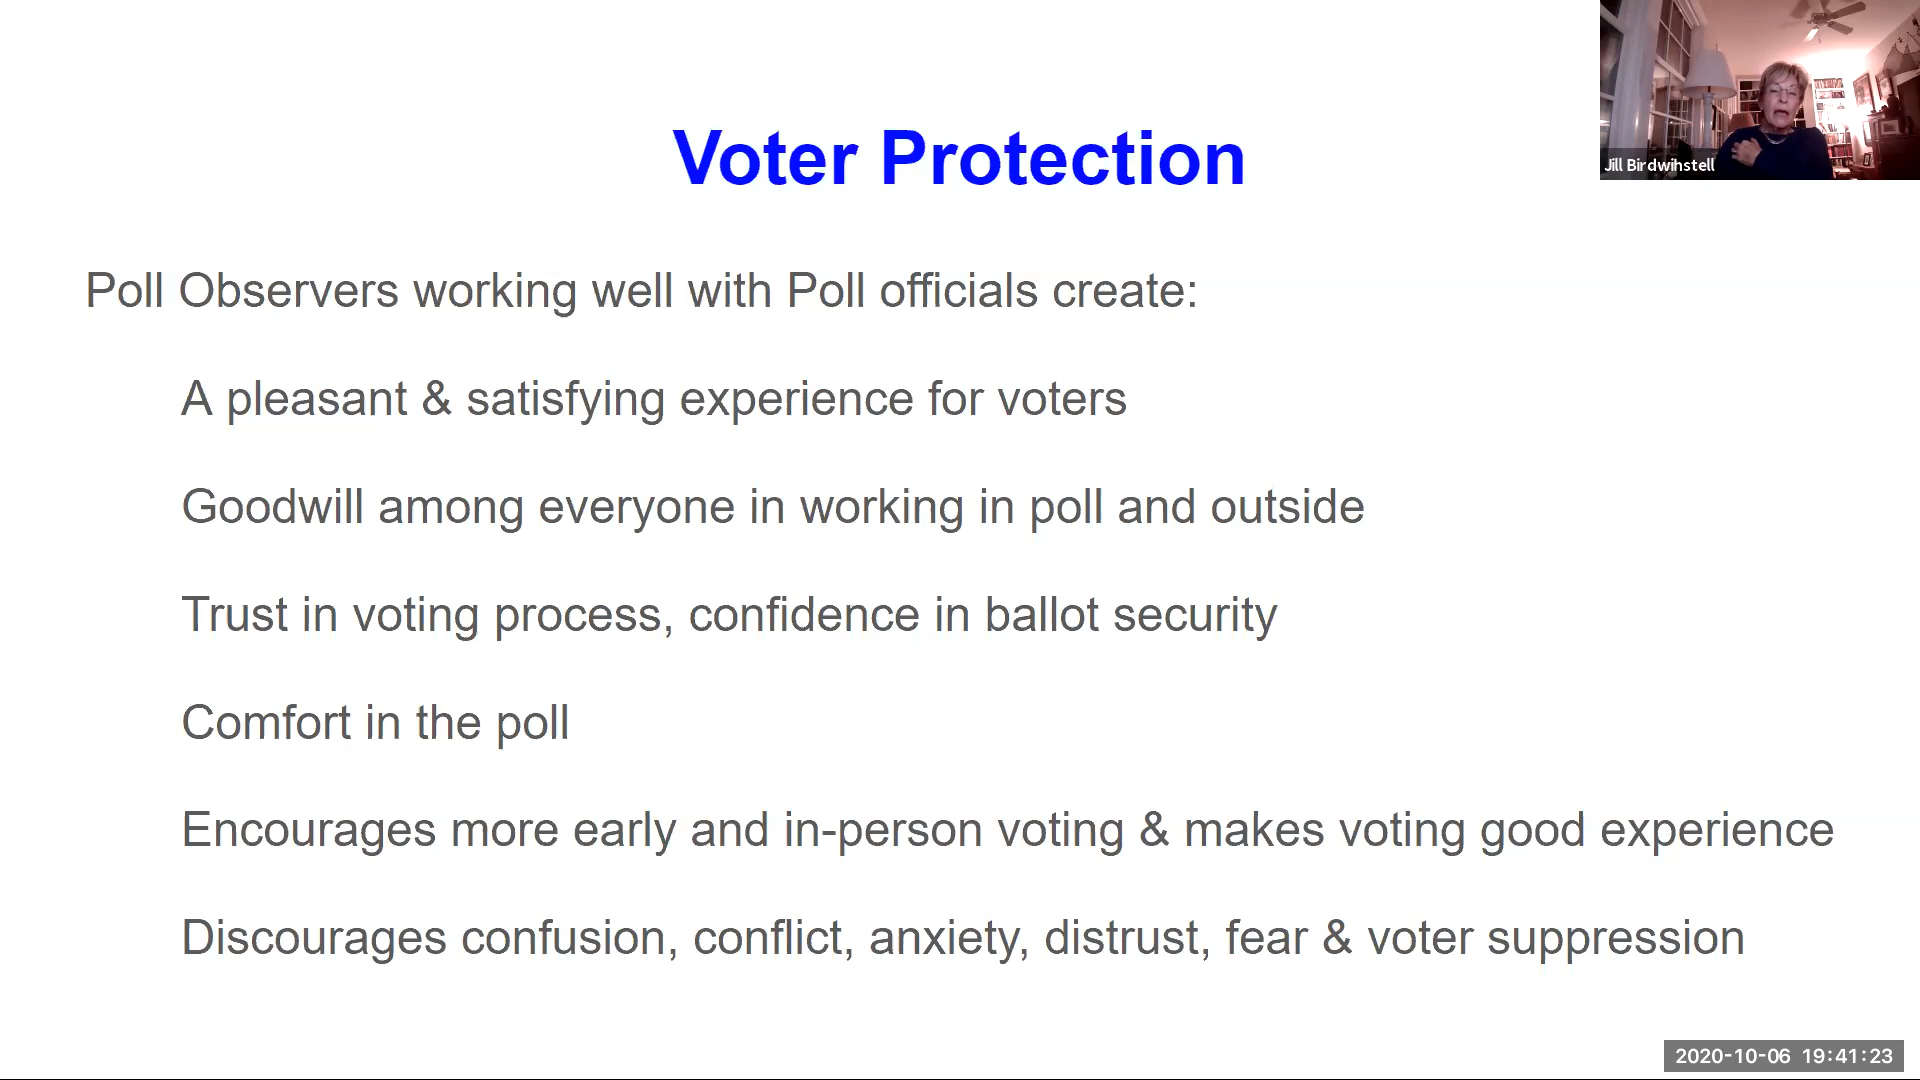 Voter Protection
Jill Birdwihstell
Poll Observers working well with Poll officials create:
A pleasant & satisfying experience for voters
Goodwill among everyone in working in poll and outside
Trust in voting process, confidence in ballot security
Comfort in the poll
Encourages more early and in-person voting & makes voting good experience
Discourages confusion, conflict, anxiety, distrust, fear & voter suppression
2020-10-06 19:41:23